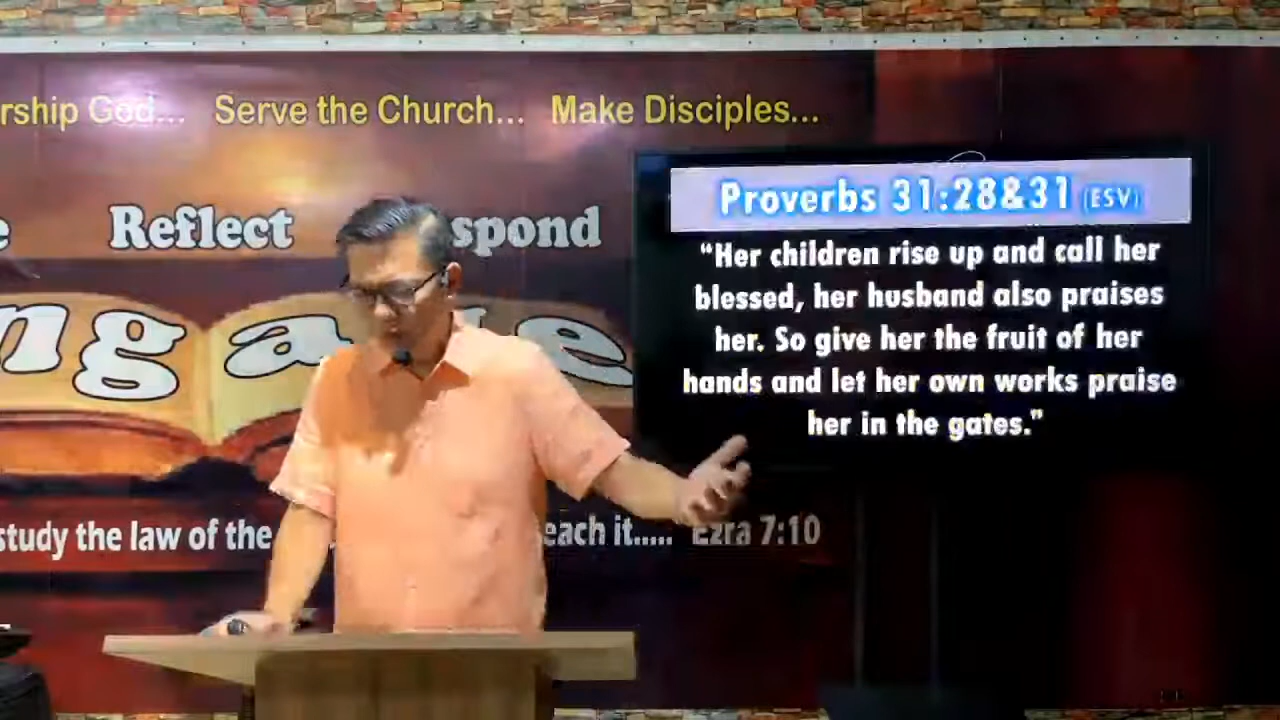 rship God... Serve the Church... Make Disciples...
Reflect spond
ng a e
study the law of the each it..... Ezra 7:10
Proverbs 31:28&31 (ESV)
“Her children rise up and call her
blessed, her husband also praises
her. So give her the fruit of her
hands and let her own works praise
her in the gates.”